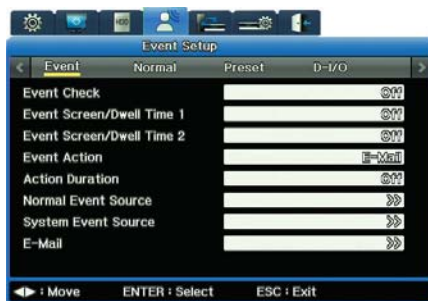 HDD
Event Setup
< Event Normal Preset D-I/O >
Event Check Off
Event Screen/Dwell Time 1 Off
Event Screen/Dwell Time 2 Off
Event Action E-Mail
Action Duration Off
Normal Event Source >>
System Event Source >>
E-Mail >>
◀▶ : Move ENTER : Select ESC : Exit